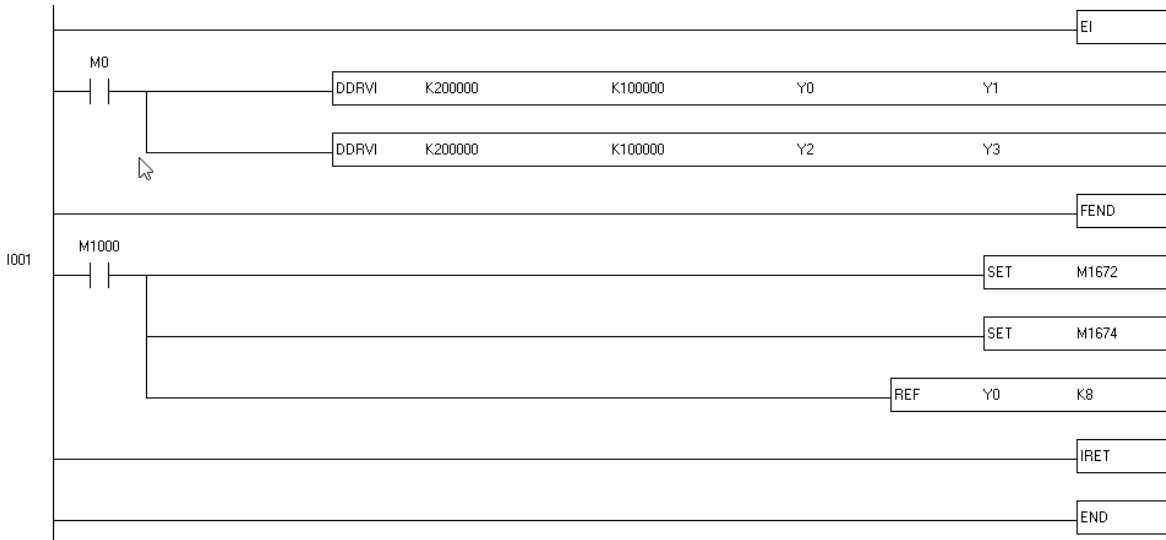 EI
M0
DDRVI K200000 K100000 Y0 Y1
DDRVI K200000 K100000 Y2 Y3
FEND
I001 M1000
SET M1672
SET M1674
REF Y0 K8
IRET
END